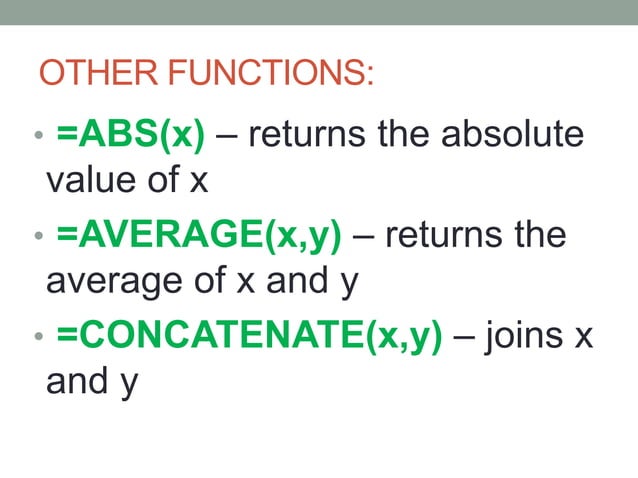 OTHER FUNCTIONS:
• =ABS(x) – returns the absolute
value of x
• =AVERAGE(x,y) – returns the
average of x and y
• =CONCATENATE(x,y) – joins x
and y